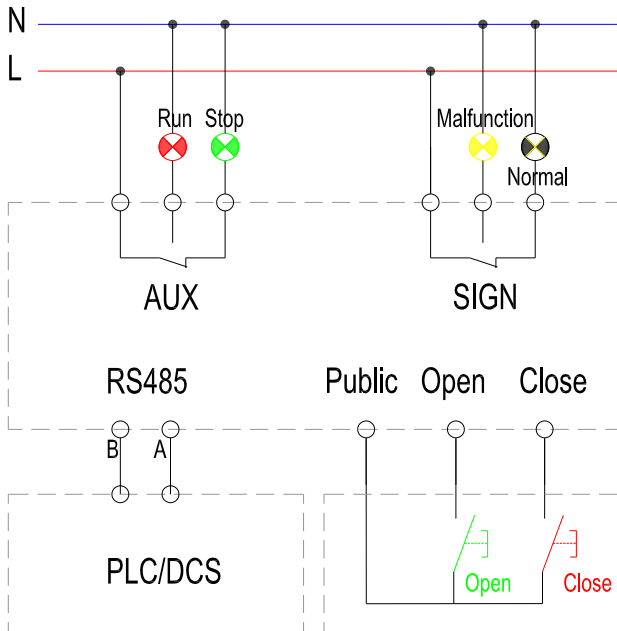 N
L
Run Stop
Malfunction
Normal
AUX
SIGN
RS485
Public Open Close
B A
PLC/DCS
Open Close